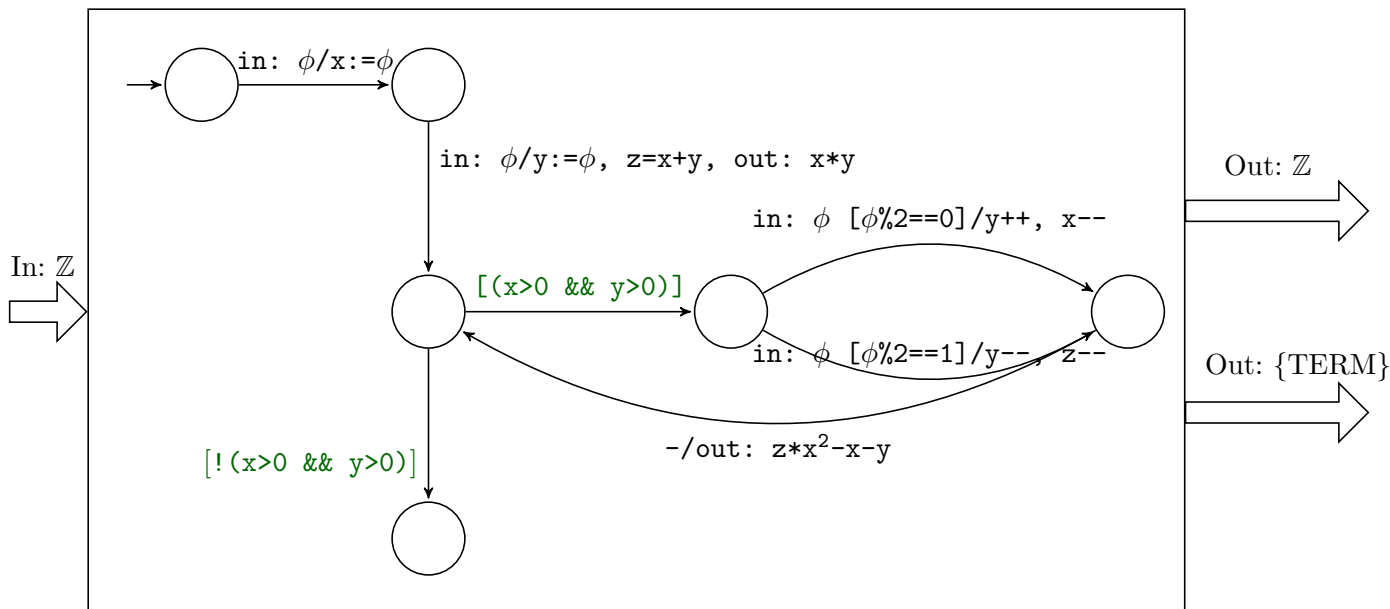 in: ϕ/x:=ϕ
in: ϕ/y:=ϕ, z=x+y, out: x*y
Out: ℤ
in: ϕ [ϕ%2==0]/y++, x--
In: ℤ
[(x>0 && y>0)]
in: ϕ [ϕ%2==1]/y--, z--
Out: {TERM}
-/out: z*x²-x-y
[!(x>0 && y>0)]